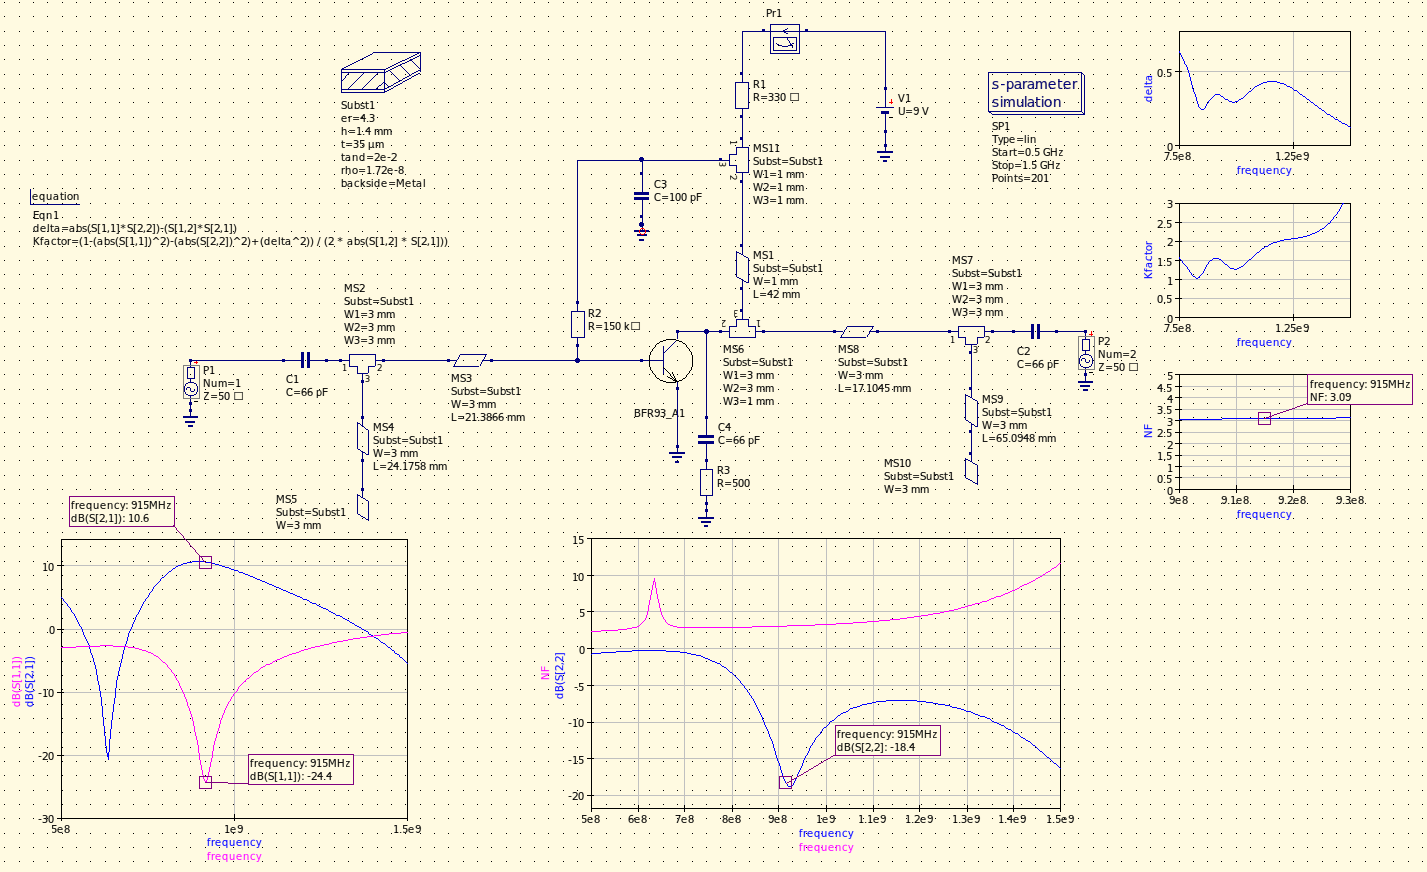 Pr1
R1
R=330 □
V1
U=9 V
s-parameter
simulation
SP1
Type=lin
Start=0.5 GHz
Stop=1.5 GHz
Points=201
Subst1
er=4.3
h=1.4 mm
t=35 µm
tand=2e-2
rho=1.72e-8
backside=Metal
equation
Eqn1
delta=abs(S[1,1]*S[2,2])-(S[1,2]*S[2,1])
Kfactor=(1-(abs(S[1,1])^2)-(abs(S[2,2])^2)+(delta^2)) / (2 * abs(S[1,2] * S[2,1]))
MS11
Subst=Subst1
W1=1 mm
W2=1 mm
W3=1 mm
1
3
2
C3
C=100 pF
MS1
Subst=Subst1
W=1 mm
L=42 mm
R2
R=150 k□
MS2
Subst=Subst1
W1=3 mm
W2=3 mm
W3=3 mm
1
2
3
P1
Num=1
Z=50 □
C1
C=66 pF
MS3
Subst=Subst1
W=3 mm
L=21.3866 mm
MS4
Subst=Subst1
W=3 mm
L=24.1758 mm
MS5
Subst=Subst1
W=3 mm
BFR93_A1
3
2
1
MS6
Subst=Subst1
W1=3 mm
W2=3 mm
W3=1 mm
C4
C=66 pF
R3
R=500
MS8
Subst=Subst1
W=3 mm
L=17.1045 mm
MS7
Subst=Subst1
W1=3 mm
W2=3 mm
W3=3 mm
1
2
3
C2
C=66 pF
P2
Num=2
Z=50 □
MS9
Subst=Subst1
W=3 mm
L=65.0948 mm
MS10
Subst=Subst1
W=3 mm
delta
0.5
0
7.5e8
1.25e9
frequency
Kfactor
3
2.5
2
1.5
1
0.5
0
7.5e8
1.25e9
frequency
NF
5
4.5
4
3.5
3
2.5
2
1.5
1
0.5
0
9e8
9.1e8
9.2e8
9.3e8
frequency
frequency: 915MHz
NF: 3.09
frequency: 915MHz
dB(S[2,1]): 10.6
dB(S[1,1])
dB(S[2,1])
10
0
-10
-20
-30
5e8
1e9
1.5e9
frequency
frequency
frequency: 915MHz
dB(S[1,1]): -24.4
NF
dB(S[2,2]
15
10
5
0
-5
-10
-15
-20
5e8
6e8
7e8
8e8
9e8
1e9
1.1e9
1.2e9
1.3e9
1.4e9
1.5e9
frequency
frequency
frequency: 915MHz
dB(S[2,2]: -18.4